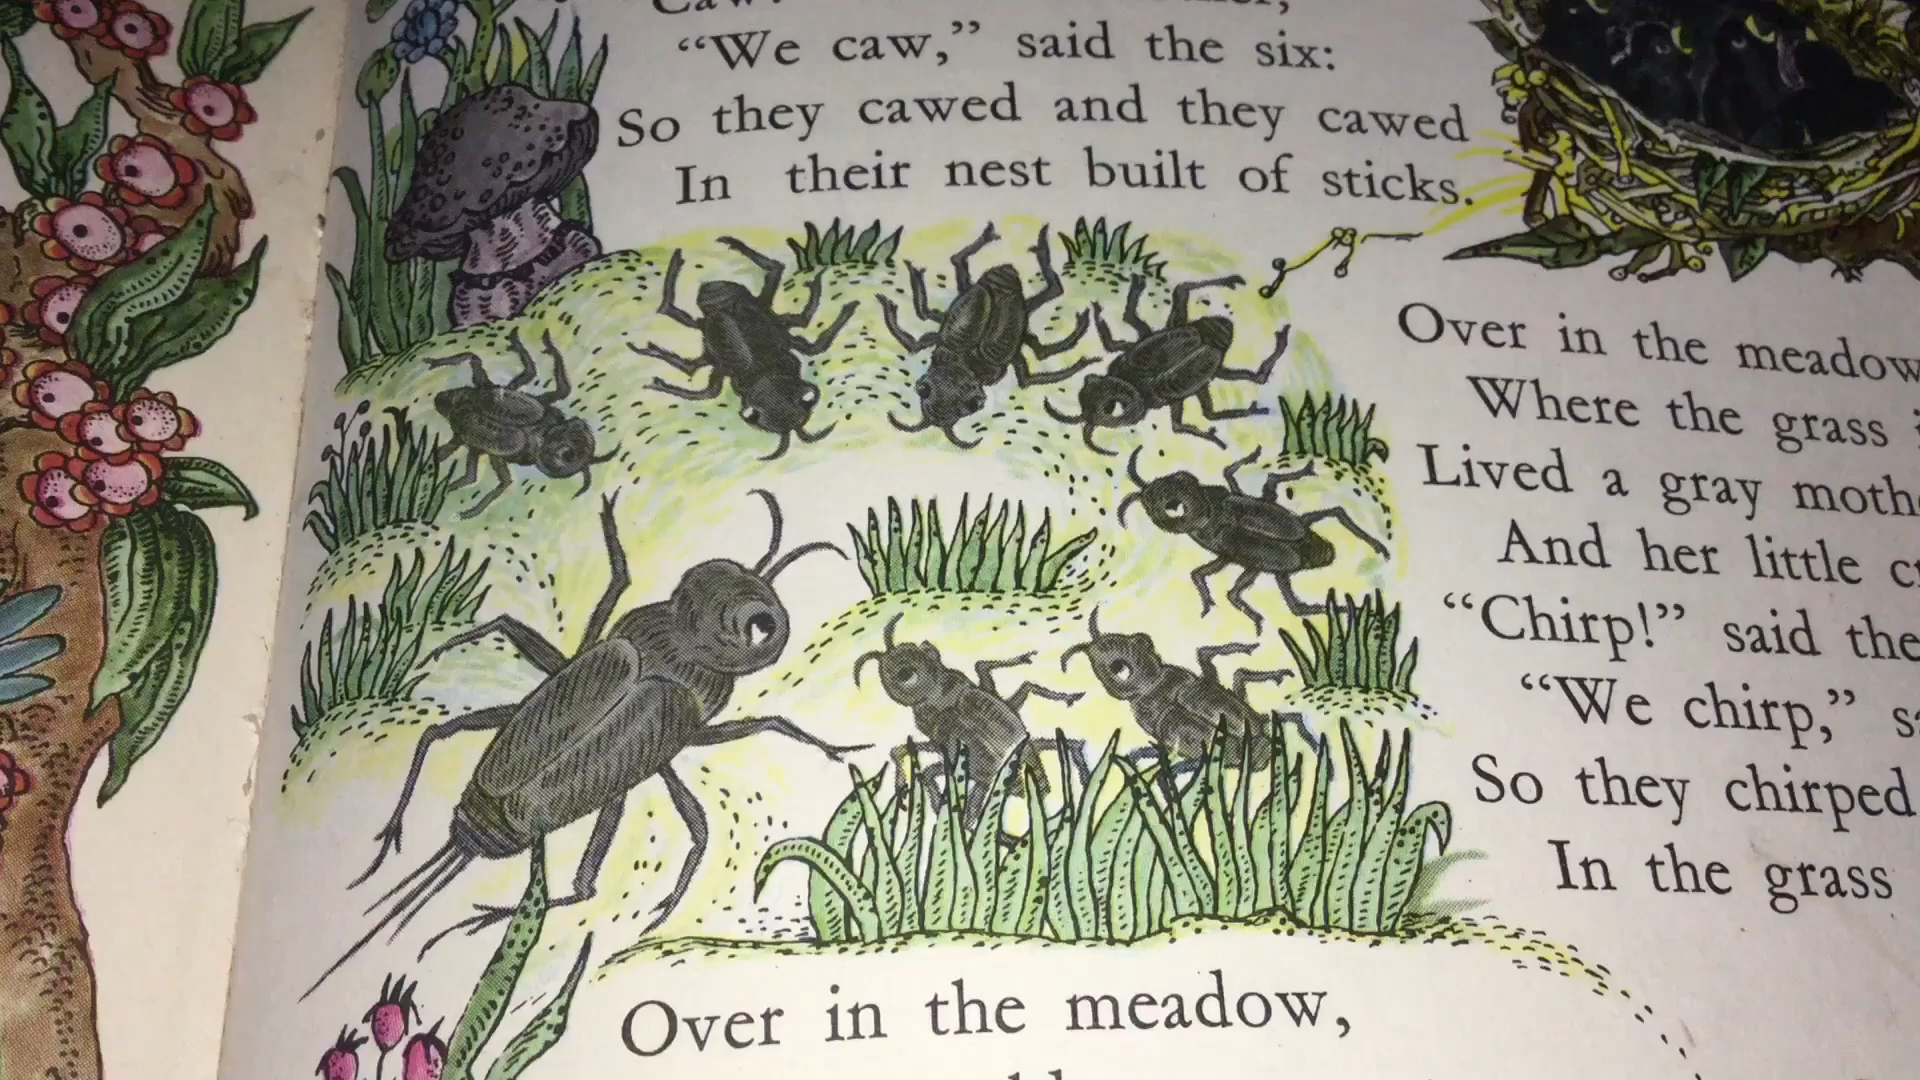 "We caw," said the six:
So they cawed and they cawed
In their nest built of sticks.
Over in the meadow
Where the grass
Lived a gray
And her little
"Chirp!" said the
"We chirp,"
So they chirped
In the grass
Over in the meadow,